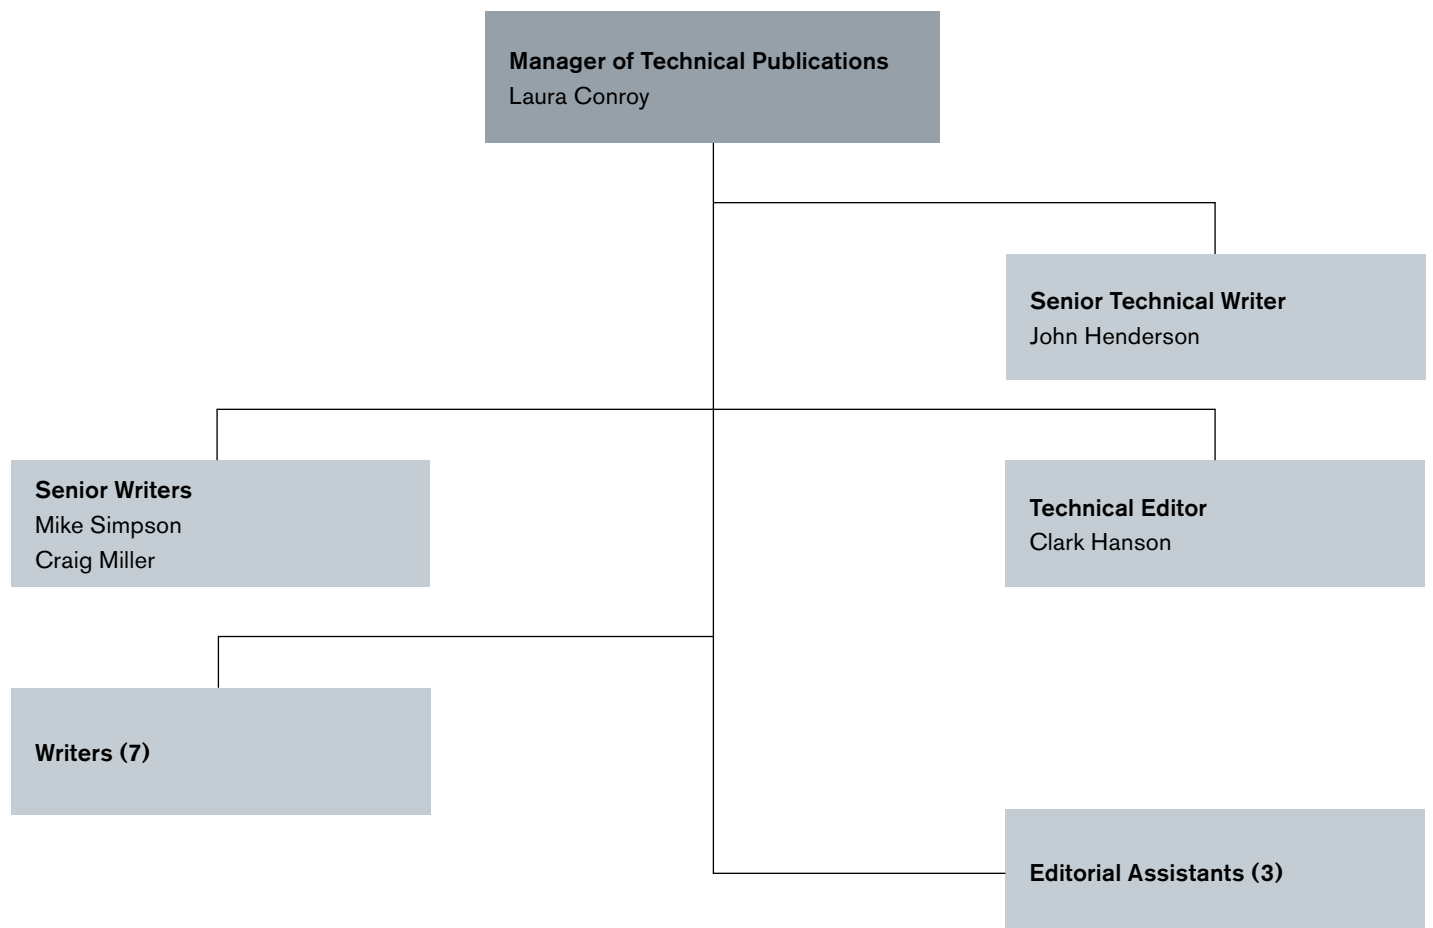 Manager of Technical Publications
Laura Conroy
Senior Technical Writer
John Henderson
Senior Writers
Mike Simpson
Craig Miller
Technical Editor
Clark Hanson
Writers (7)
Editorial Assistants (3)